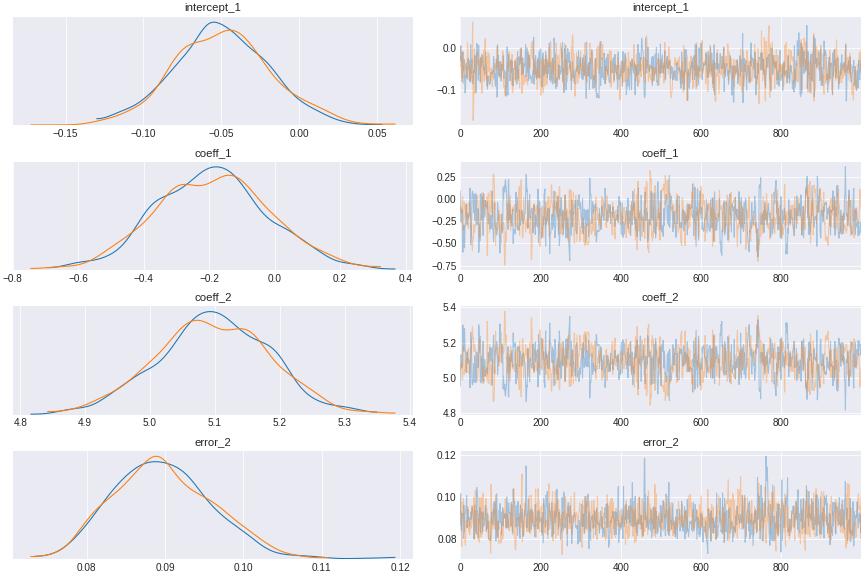 intercept_1 intercept_1
0.0
−0.1
−0.15 −0.10 −0.05 0.00 0.05 0 200 400 600 800
coeff_1 coeff_1
0.25
0.00
−0.25
−0.50
−0.75
−0.8 −0.6 −0.4 −0.2 0.0 0.2 0.4 0 200 400 600 800
coeff_2 coeff_2
5.4
5.2
5.0
4.8
4.8 4.9 5.0 5.1 5.2 5.3 5.4 0 200 400 600 800
error_2 error_2
0.12
0.10
0.08
0.08 0.09 0.10 0.11 0.12 0 200 400 600 800